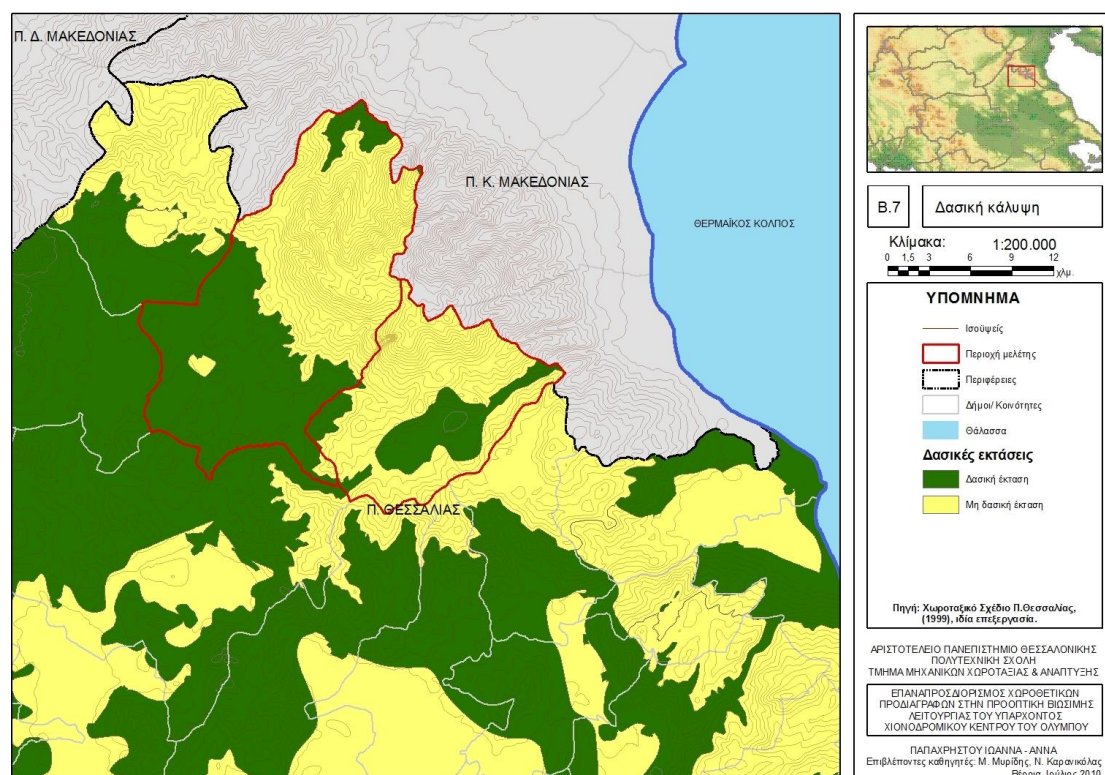 Π. Δ. ΜΑΚΕΔΟΝΙΑΣ
Π. Κ. ΜΑΚΕΔΟΝΙΑΣ
ΘΕΡΜΑΪΚΟΣ ΚΟΛΠΟΣ
Π. ΘΕΣΣΑΛΙΑΣ
Β.7
Δασική κάλυψη
Κλίμακα: 1:200.000
0 1,5 3 6 9 12
χλμ.
ΥΠΟΜΝΗΜΑ
Ισοϋψείς
Περιοχή μελέτης
Περιφέρειες
Δήμοι/ Κοινότητες
Θάλασσα
Δασικές εκτάσεις
Δασική έκταση
Μη δασική έκταση
Πηγή: Χωροταξικό Σχέδιο Π.Θεσσαλίας,
(1999), ιδία επεξεργασία.
ΑΡΙΣΤΟΤΕΛΕΙΟ ΠΑΝΕΠΙΣΤΗΜΙΟ ΘΕΣΣΑΛΟΝΙΚΗΣ
ΠΟΛΥΤΕΧΝΙΚΗ ΣΧΟΛΗ
ΤΜΗΜΑ ΜΗΧΑΝΙΚΩΝ ΧΩΡΟΤΑΞΙΑΣ & ΑΝΑΠΤΥΞΗΣ
ΕΠΑΝΑΠΡΟΣΔΙΟΡΙΣΜΟΣ ΧΩΡΟΘΕΤΙΚΩΝ
ΠΡΟΔΙΑΓΡΑΦΩΝ ΣΤΗΝ ΠΡΟΟΠΤΙΚΗ ΒΙΩΣΙΜΗΣ
ΛΕΙΤΟΥΡΓΙΑΣ ΤΟΥ ΥΠΑΡΧΟΝΤΟΣ
ΧΙΟΝΟΔΡΟΜΙΚΟΥ ΚΕΝΤΡΟΥ ΤΟΥ ΟΛΥΜΠΟΥ
ΠΑΠΑΧΡΗΣΤΟΥ ΙΩΑΝΝΑ - ΑΝΝΑ
Επιβλέποντες καθηγητές: Μ. Μυρίδης, Ν. Καρανικόλας
Βέροια, Ιούλιος 2010